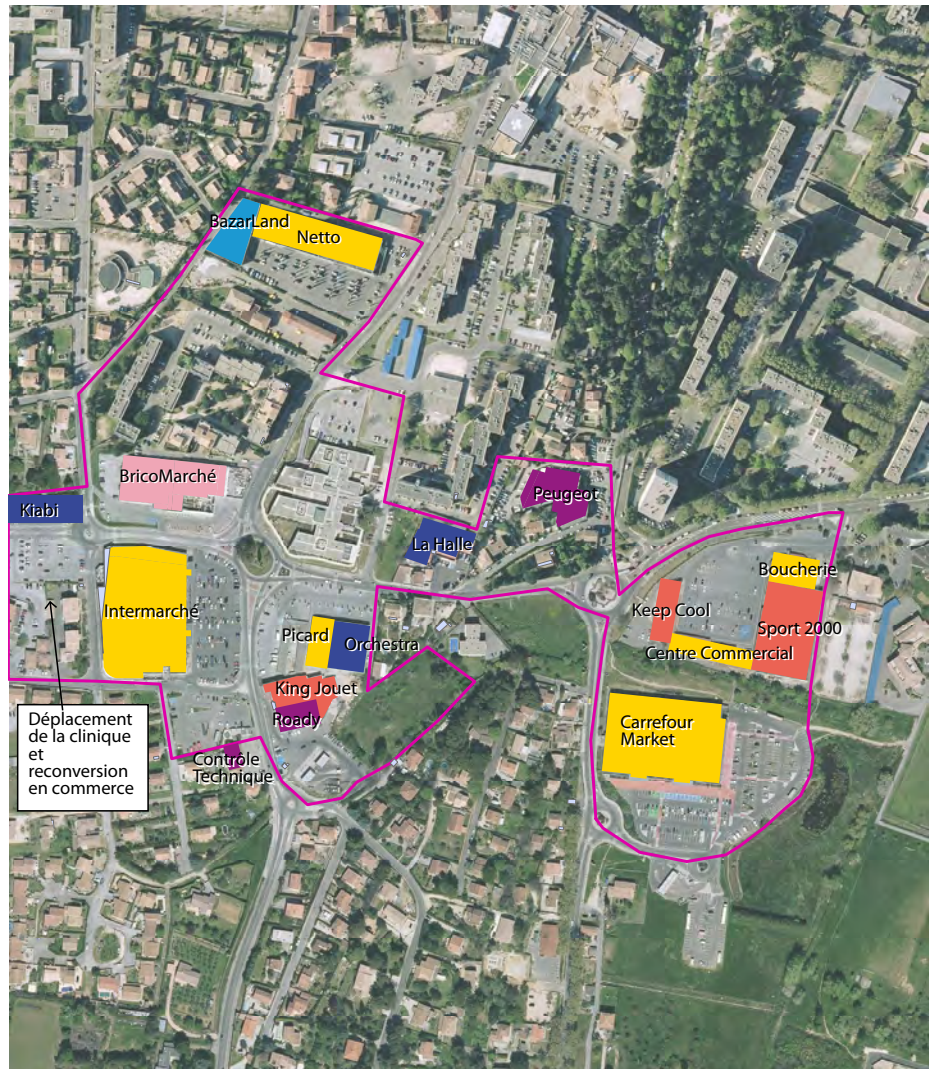 BazarLand
Netto
BricoMarché
Kiabi
Peugeot
La Halle
Boucherie
Intermarché
Keep Cool
Sport 2000
Picard
Orchestra
Centre Commercial
King Jouet
Roady
Carrefour
Market
Déplacement
de la clinique
et
reconversion
en commerce
Contrôle
Technique